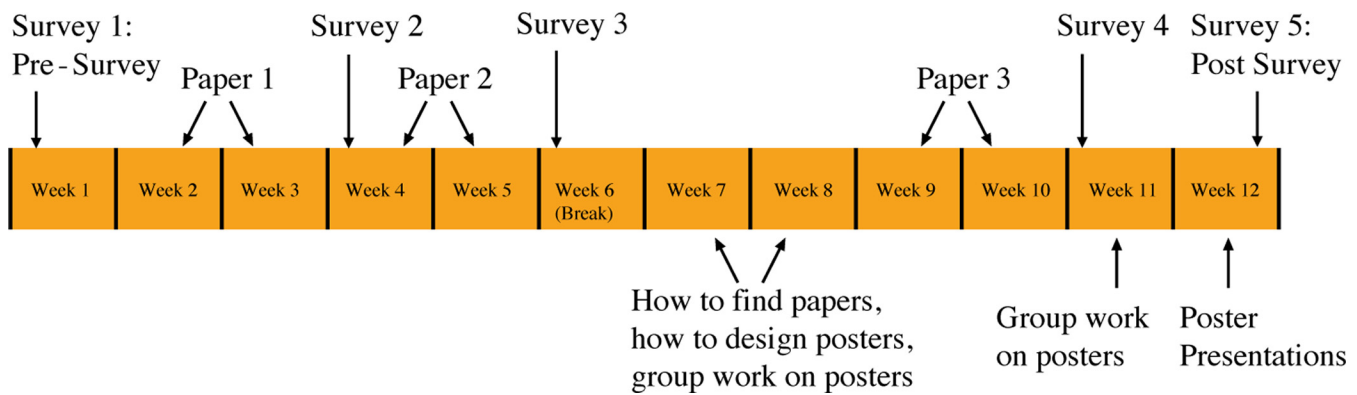 Survey 1:
Pre-Survey
Paper 1
Survey 2
Paper 2
Survey 3
Paper 3
Survey 4
Survey 5:
Post Survey
Week 1
Week 2
Week 3
Week 4
Week 5
Week 6
(Break)
Week 7
Week 8
Week 9
Week 10
Week 11
Week 12
How to find papers,
how to design posters,
group work on posters
Group work
on posters
Poster
Presentations